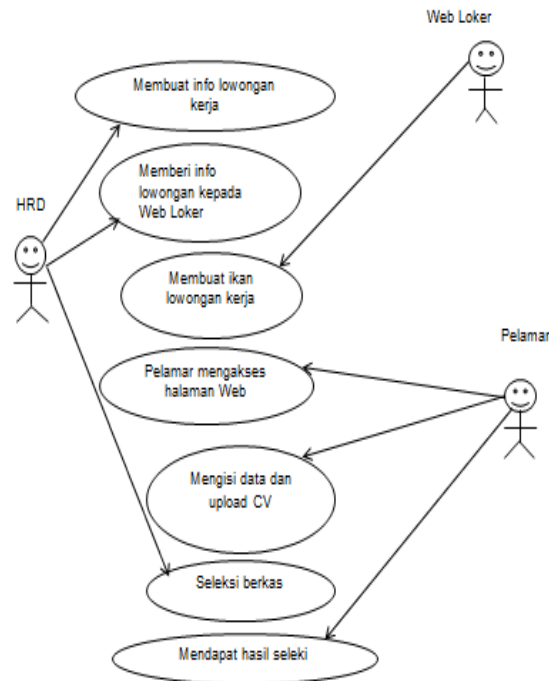 Web Loker
Membuat info lowongan
kerja
Memberi info
lowongan kepada
Web Loker
HRD
Membuat ikan
lowongan kerja
Pelamar
Pelamar mengakses
halaman Web
Mengisi data dan
upload CV
Seleksi berkas
Mendapat hasil seleki